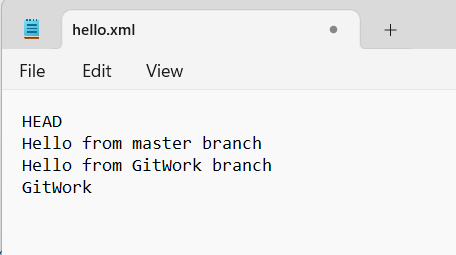 hello.xml
File Edit View
HEAD
Hello from master branch
Hello from GitWork branch
GitWork